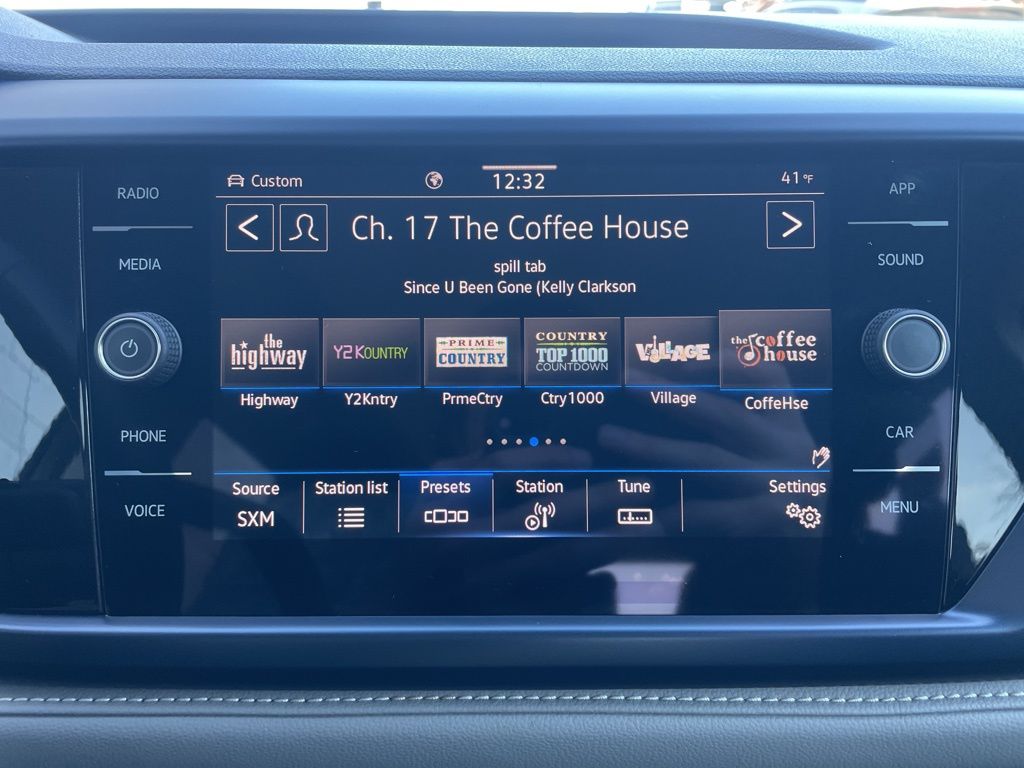 RADIO
MEDIA
PHONE
VOICE
Custom
12:32
41 °F
Ch. 17 The Coffee House
spill tab
Since U Been Gone (Kelly Clarkson
the highway
Y2KOUNTRY
PRIME COUNTRY
COUNTRY TOP 1000 COUNTDOWN
VILLAGE
the coffee house
Highway
Y2Kntry
PrmeCtry
Ctry1000
Village
CoffeHse
Source
SXM
Station list
Presets
Station
Tune
Settings
APP
SOUND
CAR
MENU